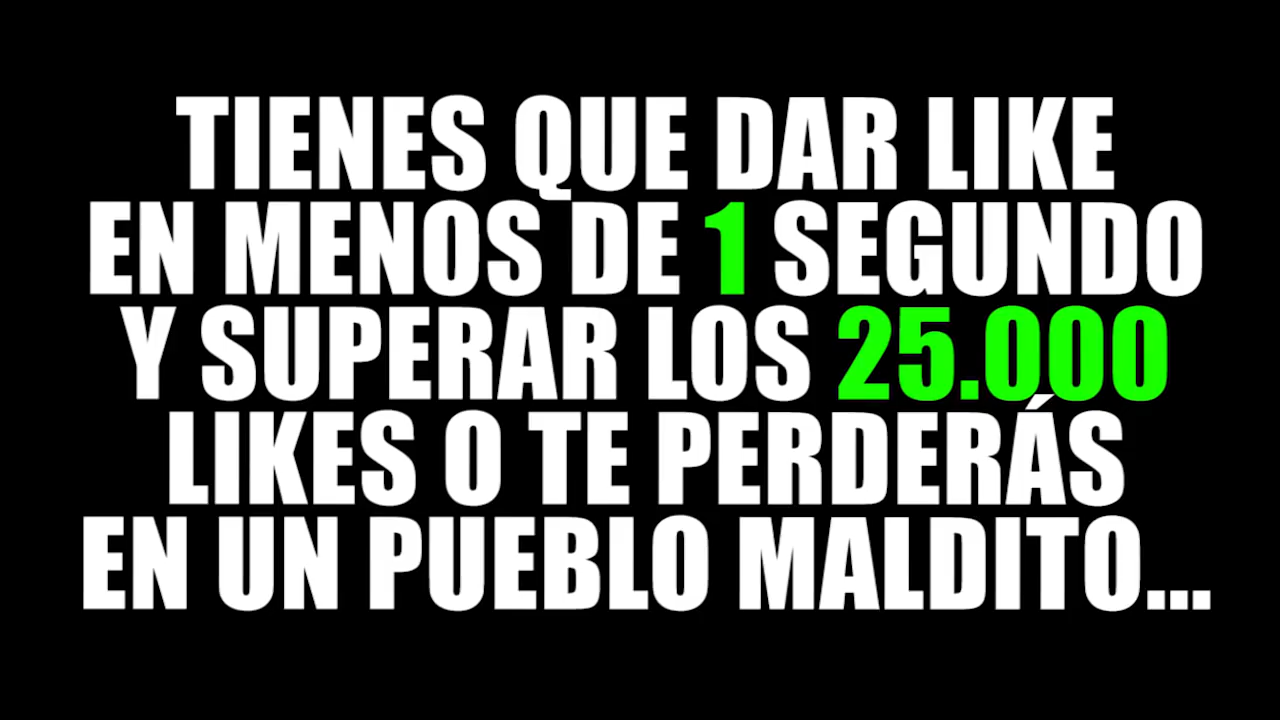 TIENES QUE DAR LIKE
EN MENOS DE 1 SEGUNDO
Y SUPERAR LOS 25.000
LIKES O TE PERDERÁS
EN UN PUEBLO MALDITO...